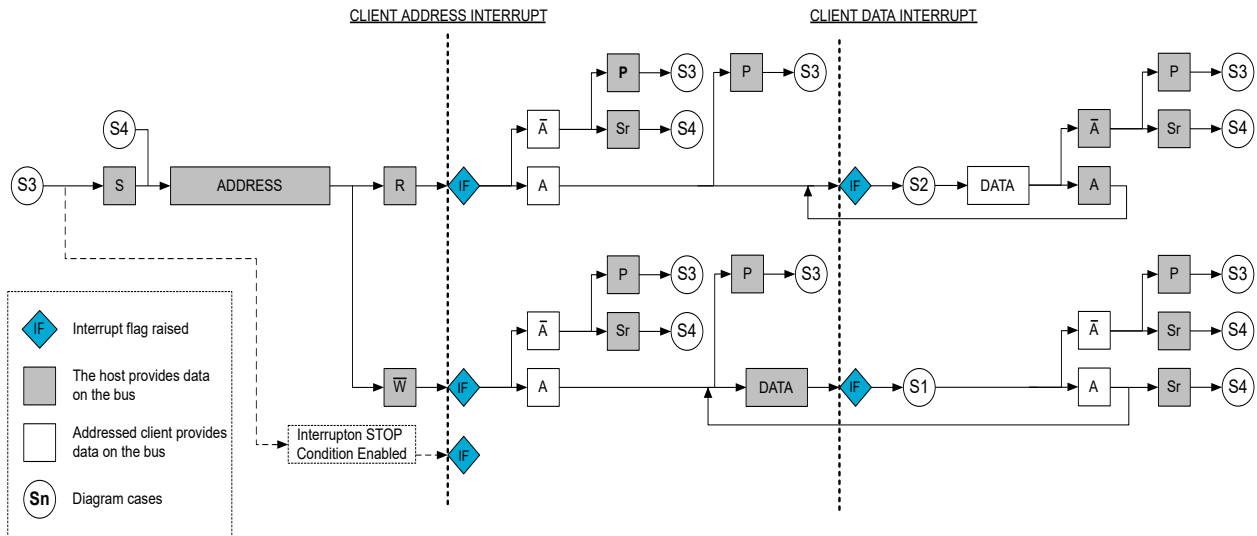 CLIENT ADDRESS INTERRUPT
CLIENT DATA INTERRUPT
P
S3
P
S3
P
S3
S4
A̅
Sr
S4
A̅
Sr
S4
S3
S
ADDRESS
R
IF
A
IF
S2
DATA
A
P
S3
P
S3
P
S3
A̅
Sr
S4
A̅
Sr
S4
W̅
IF
A
DATA
IF
S1
A
Sr
S4
Interrupton STOP
Condition Enabled
IF
IF
Interrupt flag raised
The host provides data
on the bus
Addressed client provides
data on the bus
Sn
Diagram cases